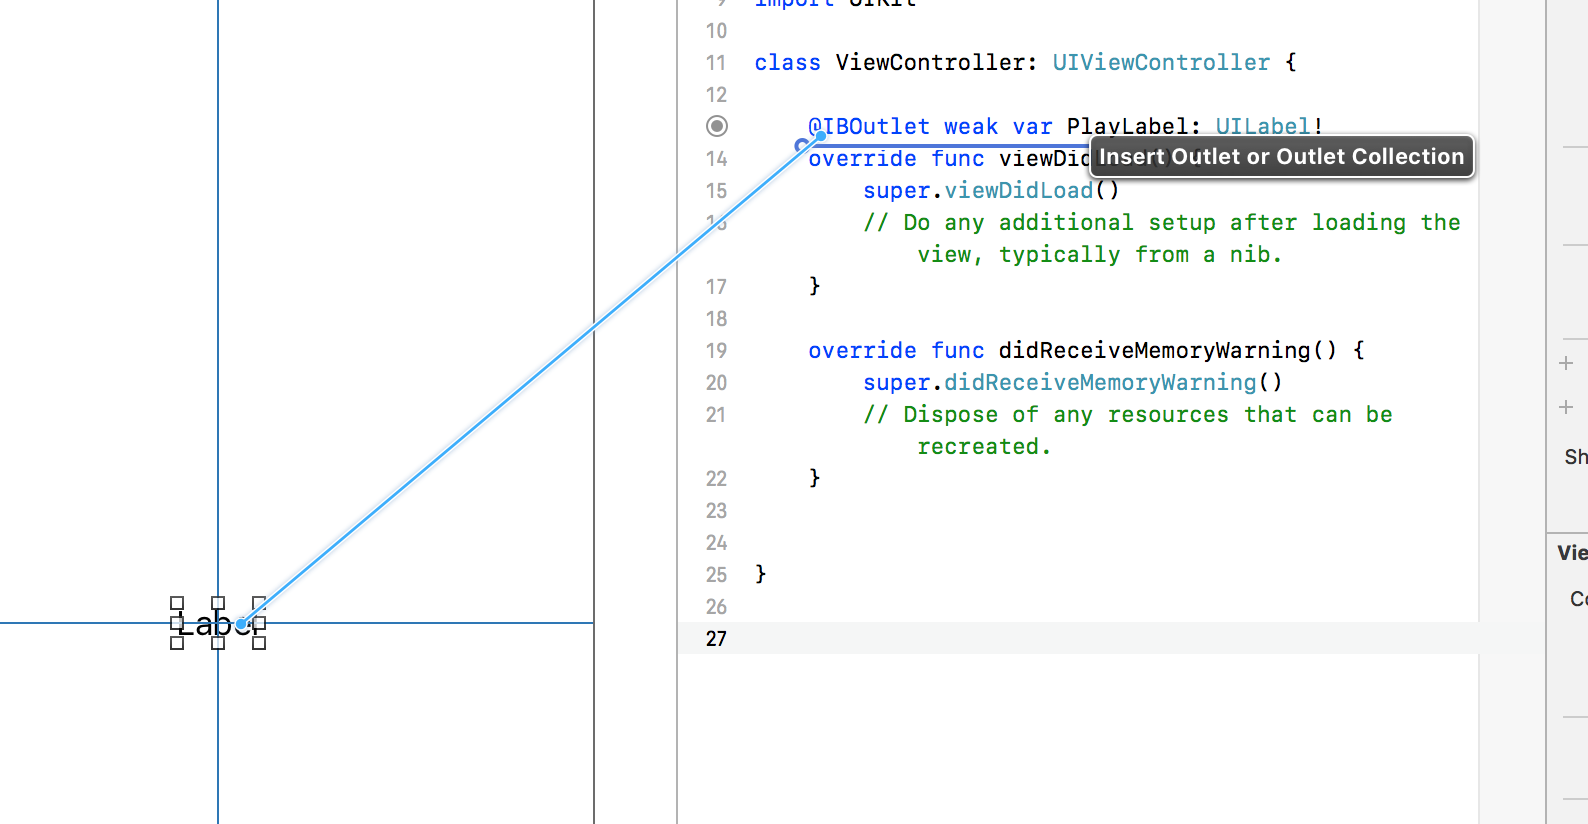 9 import UIKit
10
11 class ViewController: UIViewController {
12
@IBOutlet weak var PlayLabel: UILabel!
Insert Outlet or Outlet Collection
14 override func viewDid
15 super.viewDidLoad()
16 // Do any additional setup after loading the
view, typically from a nib.
17 }
18
19 override func didReceiveMemoryWarning() {
20 super.didReceiveMemoryWarning()
21 // Dispose of any resources that can be
recreated.
22 }
23
24
25 }
26
27
Label
Sh
Vie
Co